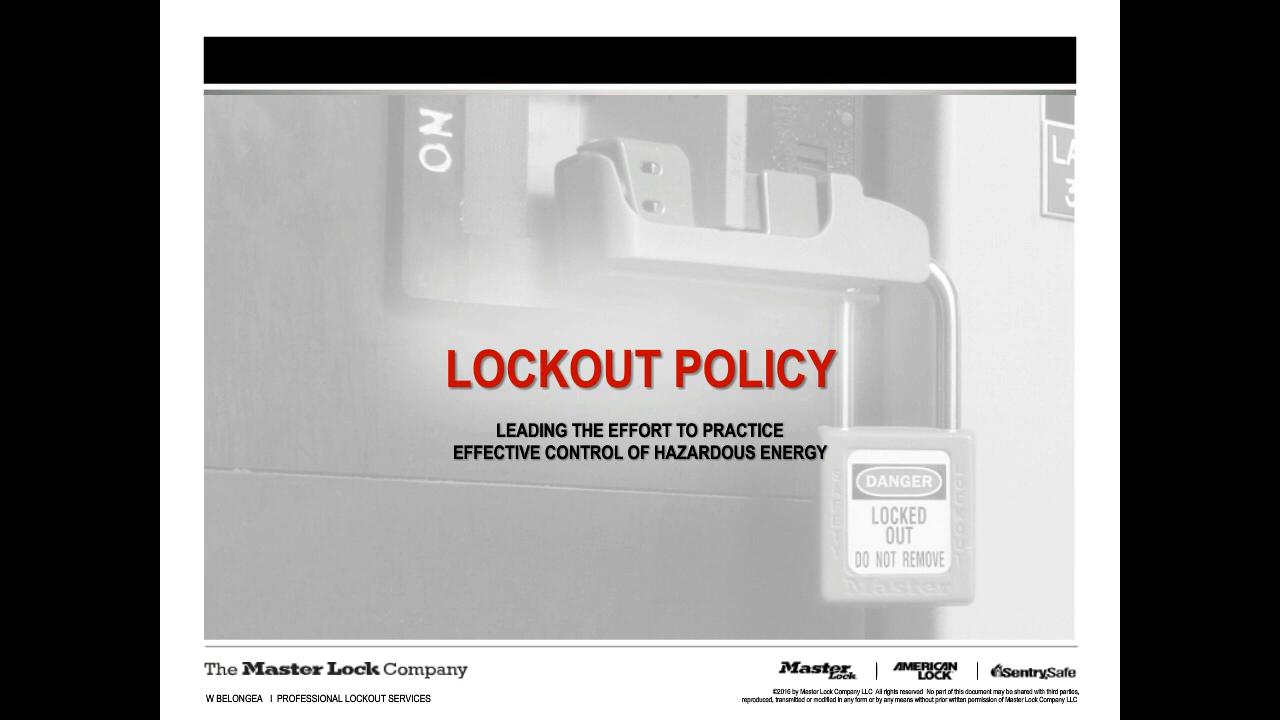 ON
LA
3
LOCKOUT POLICY
LEADING THE EFFORT TO PRACTICE
EFFECTIVE CONTROL OF HAZARDOUS ENERGY
DANGER
LOCKED
OUT
DO NOT REMOVE
Master
The Master Lock Company
Master Lock | AMERICAN LOCK | SentrySafe
W BELONGEA I PROFESSIONAL LOCKOUT SERVICES
©2016 by Master Lock Company LLC All rights reserved No part of this document may be shared with third parties,
reproduced, transmitted or modified in any form or by any means without prior written permission of Master Lock Company LLC